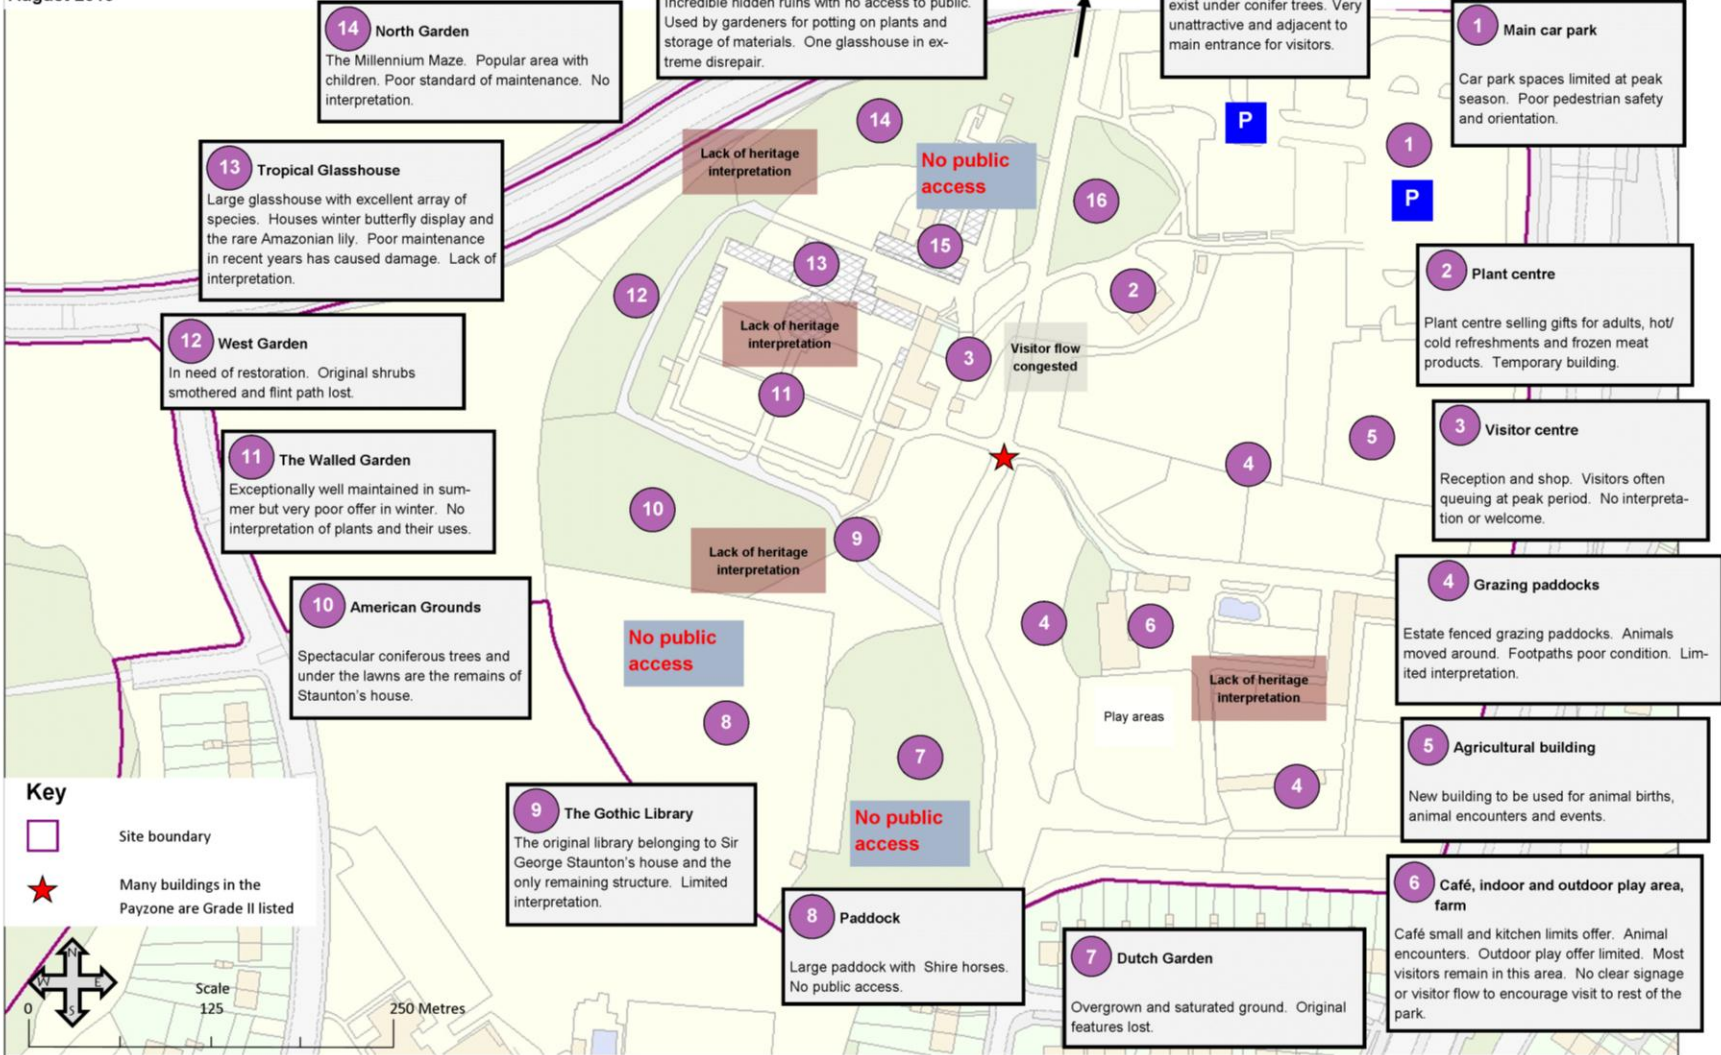 14 North Garden
The Millennium Maze. Popular area with
children. Poor standard of maintenance. No
interpretation.
Incredible hidden ruins with no access to public.
Used by gardeners for potting on plants and
storage of materials. One glasshouse in ex-
treme disrepair.
exist under conifer trees. Very
unattractive and adjacent to
main entrance for visitors.
1 Main car park
Car park spaces limited at peak
season. Poor pedestrian safety
and orientation.
13 Tropical Glasshouse
Large glasshouse with excellent array of
species. Houses winter butterfly display and
the rare Amazonian lily. Poor maintenance
in recent years has caused damage. Lack of
interpretation.
12 West Garden
In need of restoration. Original shrubs
smothered and flint path lost.
11 The Walled Garden
Exceptionally well maintained in sum-
mer but very poor offer in winter. No
interpretation of plants and their uses.
10 American Grounds
Spectacular coniferous trees and
under the lawns are the remains of
Staunton's house.
9 The Gothic Library
The original library belonging to Sir
George Staunton's house and the
only remaining structure. Limited
interpretation.
8 Paddock
Large paddock with Shire horses.
No public access.
7 Dutch Garden
Overgrown and saturated ground. Original
features lost.
2 Plant centre
Plant centre selling gifts for adults, hot/
cold refreshments and frozen meat
products. Temporary building.
3 Visitor centre
Reception and shop. Visitors often
queuing at peak period. No interpreta-
tion or welcome.
4 Grazing paddocks
Estate fenced grazing paddocks. Animals
moved around. Footpaths poor condition. Lim-
ited interpretation.
5 Agricultural building
New building to be used for animal births,
animal encounters and events.
6 Café, indoor and outdoor play area,
farm
Café small and kitchen limits offer. Animal
encounters. Outdoor play offer limited. Most
visitors remain in this area. No clear signage
or visitor flow to encourage visit to rest of the
park.
14
P
1
P
Lack of heritage
interpretation
No public
access
16
15
13
12
2
Lack of heritage
interpretation
3
Visitor flow
congested
11
5
4
10
9
Lack of heritage
interpretation
4
6
No public
access
Lack of heritage
interpretation
8
Play areas
7
4
No public
access
Key
Site boundary
Many buildings in the
Payzone are Grade II listed
N
W E
S
Scale
0 125 250 Metres